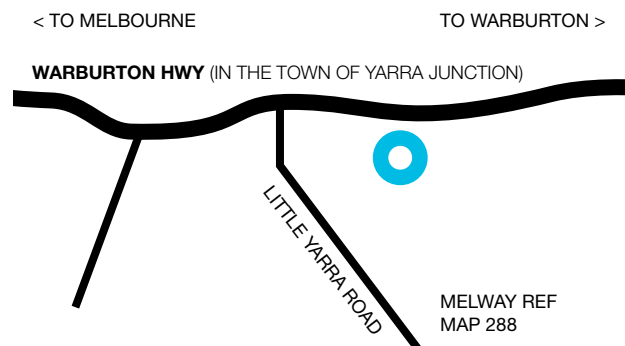 < TO MELBOURNE
TO WARBURTON >
WARBURTON HWY (IN THE TOWN OF YARRA JUNCTION)
LITTLE YARRA ROAD
MELWAY REF
MAP 288